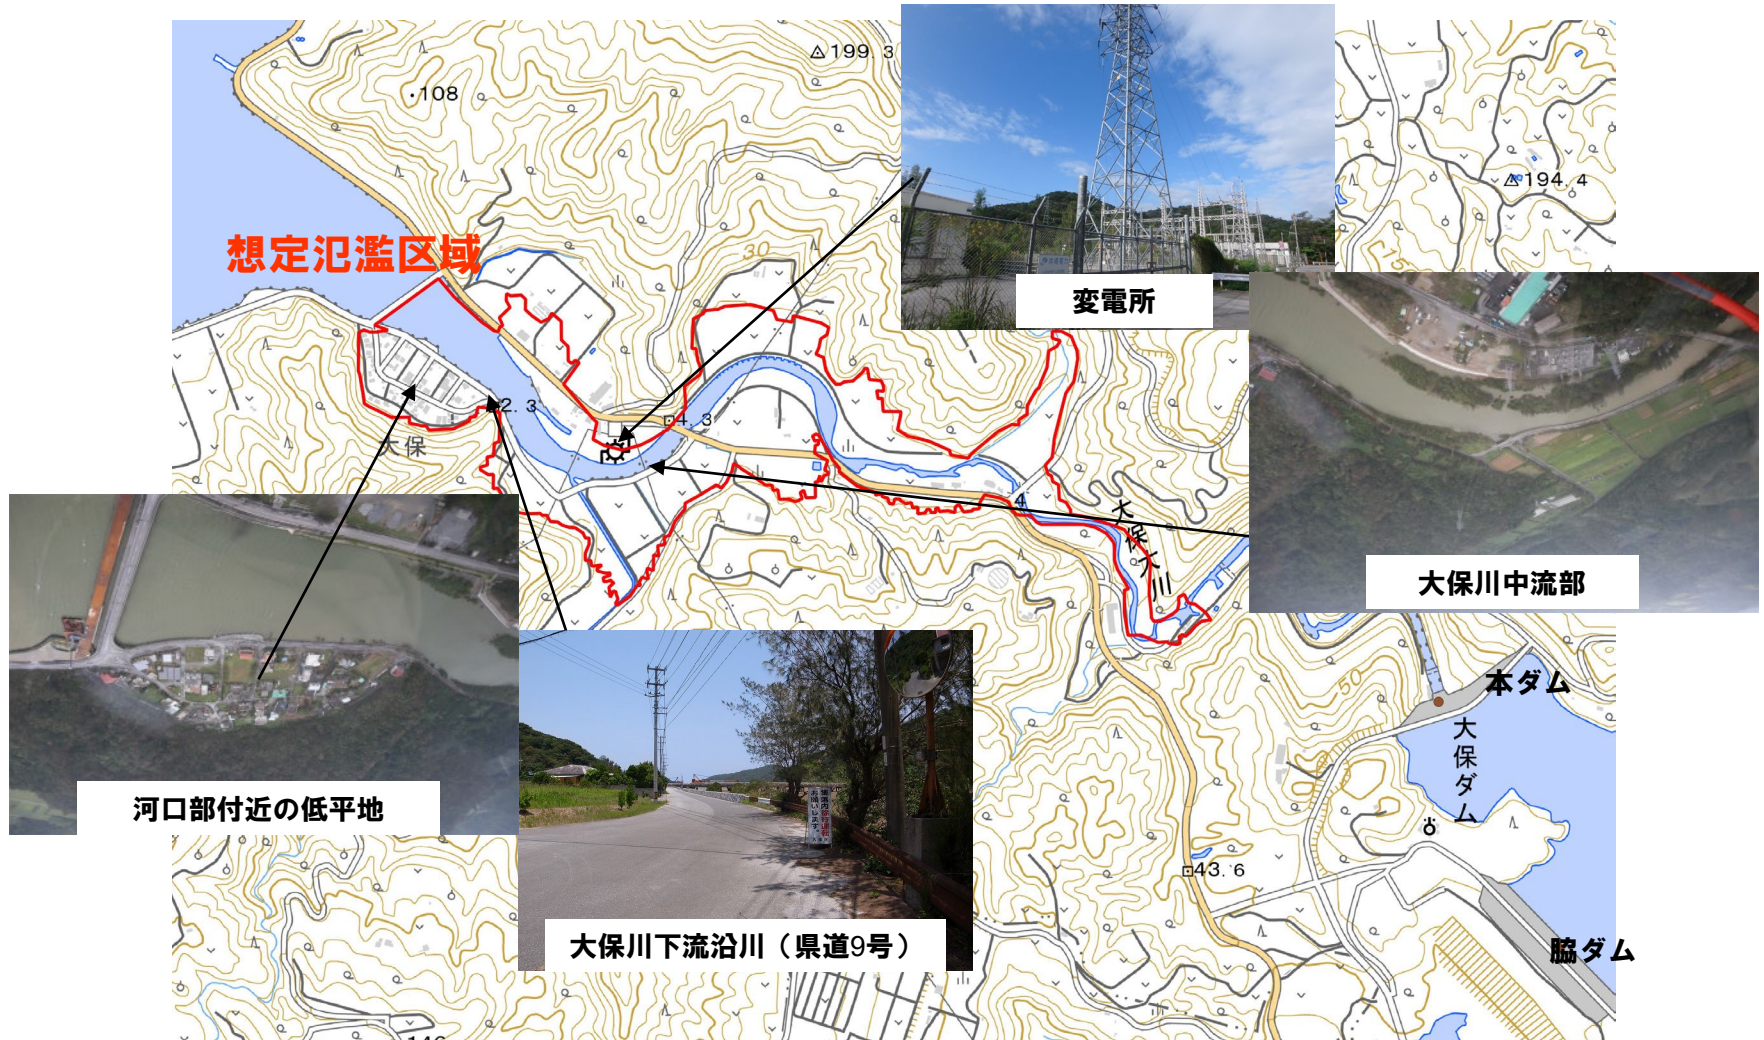 199.3
108
194.4
想定氾濫区域
30
変電所
2.3
4.3
大保
4
大保大川
大保川中流部
50
本ダム
大保ダム
河口部付近の低平地
43.6
大保川下流沿川（県道9号）
脇ダム